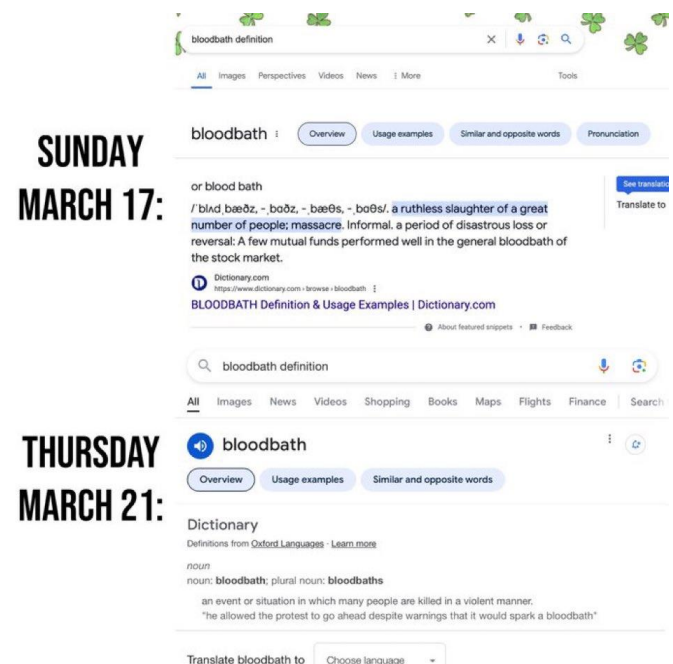 bloodbath definition
All Images Perspectives Videos News More Tools
bloodbath Overview Usage examples Similar and opposite words Pronunciation
SUNDAY
MARCH 17:
or blood bath
/ˈblʌdˌbæðz, -ˌbɑðz, -ˌbæθs, -ˌbɑθs/. a ruthless slaughter of a great
number of people; massacre. Informal. a period of disastrous loss or
reversal: A few mutual funds performed well in the general bloodbath of
the stock market.
See translatio
Translate to
Dictionary.com
https://www.dictionary.com › browse › bloodbath
BLOODBATH Definition & Usage Examples | Dictionary.com
About featured snippets • Feedback
bloodbath definition
All Images News Videos Shopping Books Maps Flights Finance Search
THURSDAY
MARCH 21:
bloodbath
Overview Usage examples Similar and opposite words
Dictionary
Definitions from Oxford Languages · Learn more
noun
noun: bloodbath; plural noun: bloodbaths
an event or situation in which many people are killed in a violent manner.
"he allowed the protest to go ahead despite warnings that it would spark a bloodbath"
Translate bloodbath to Choose language